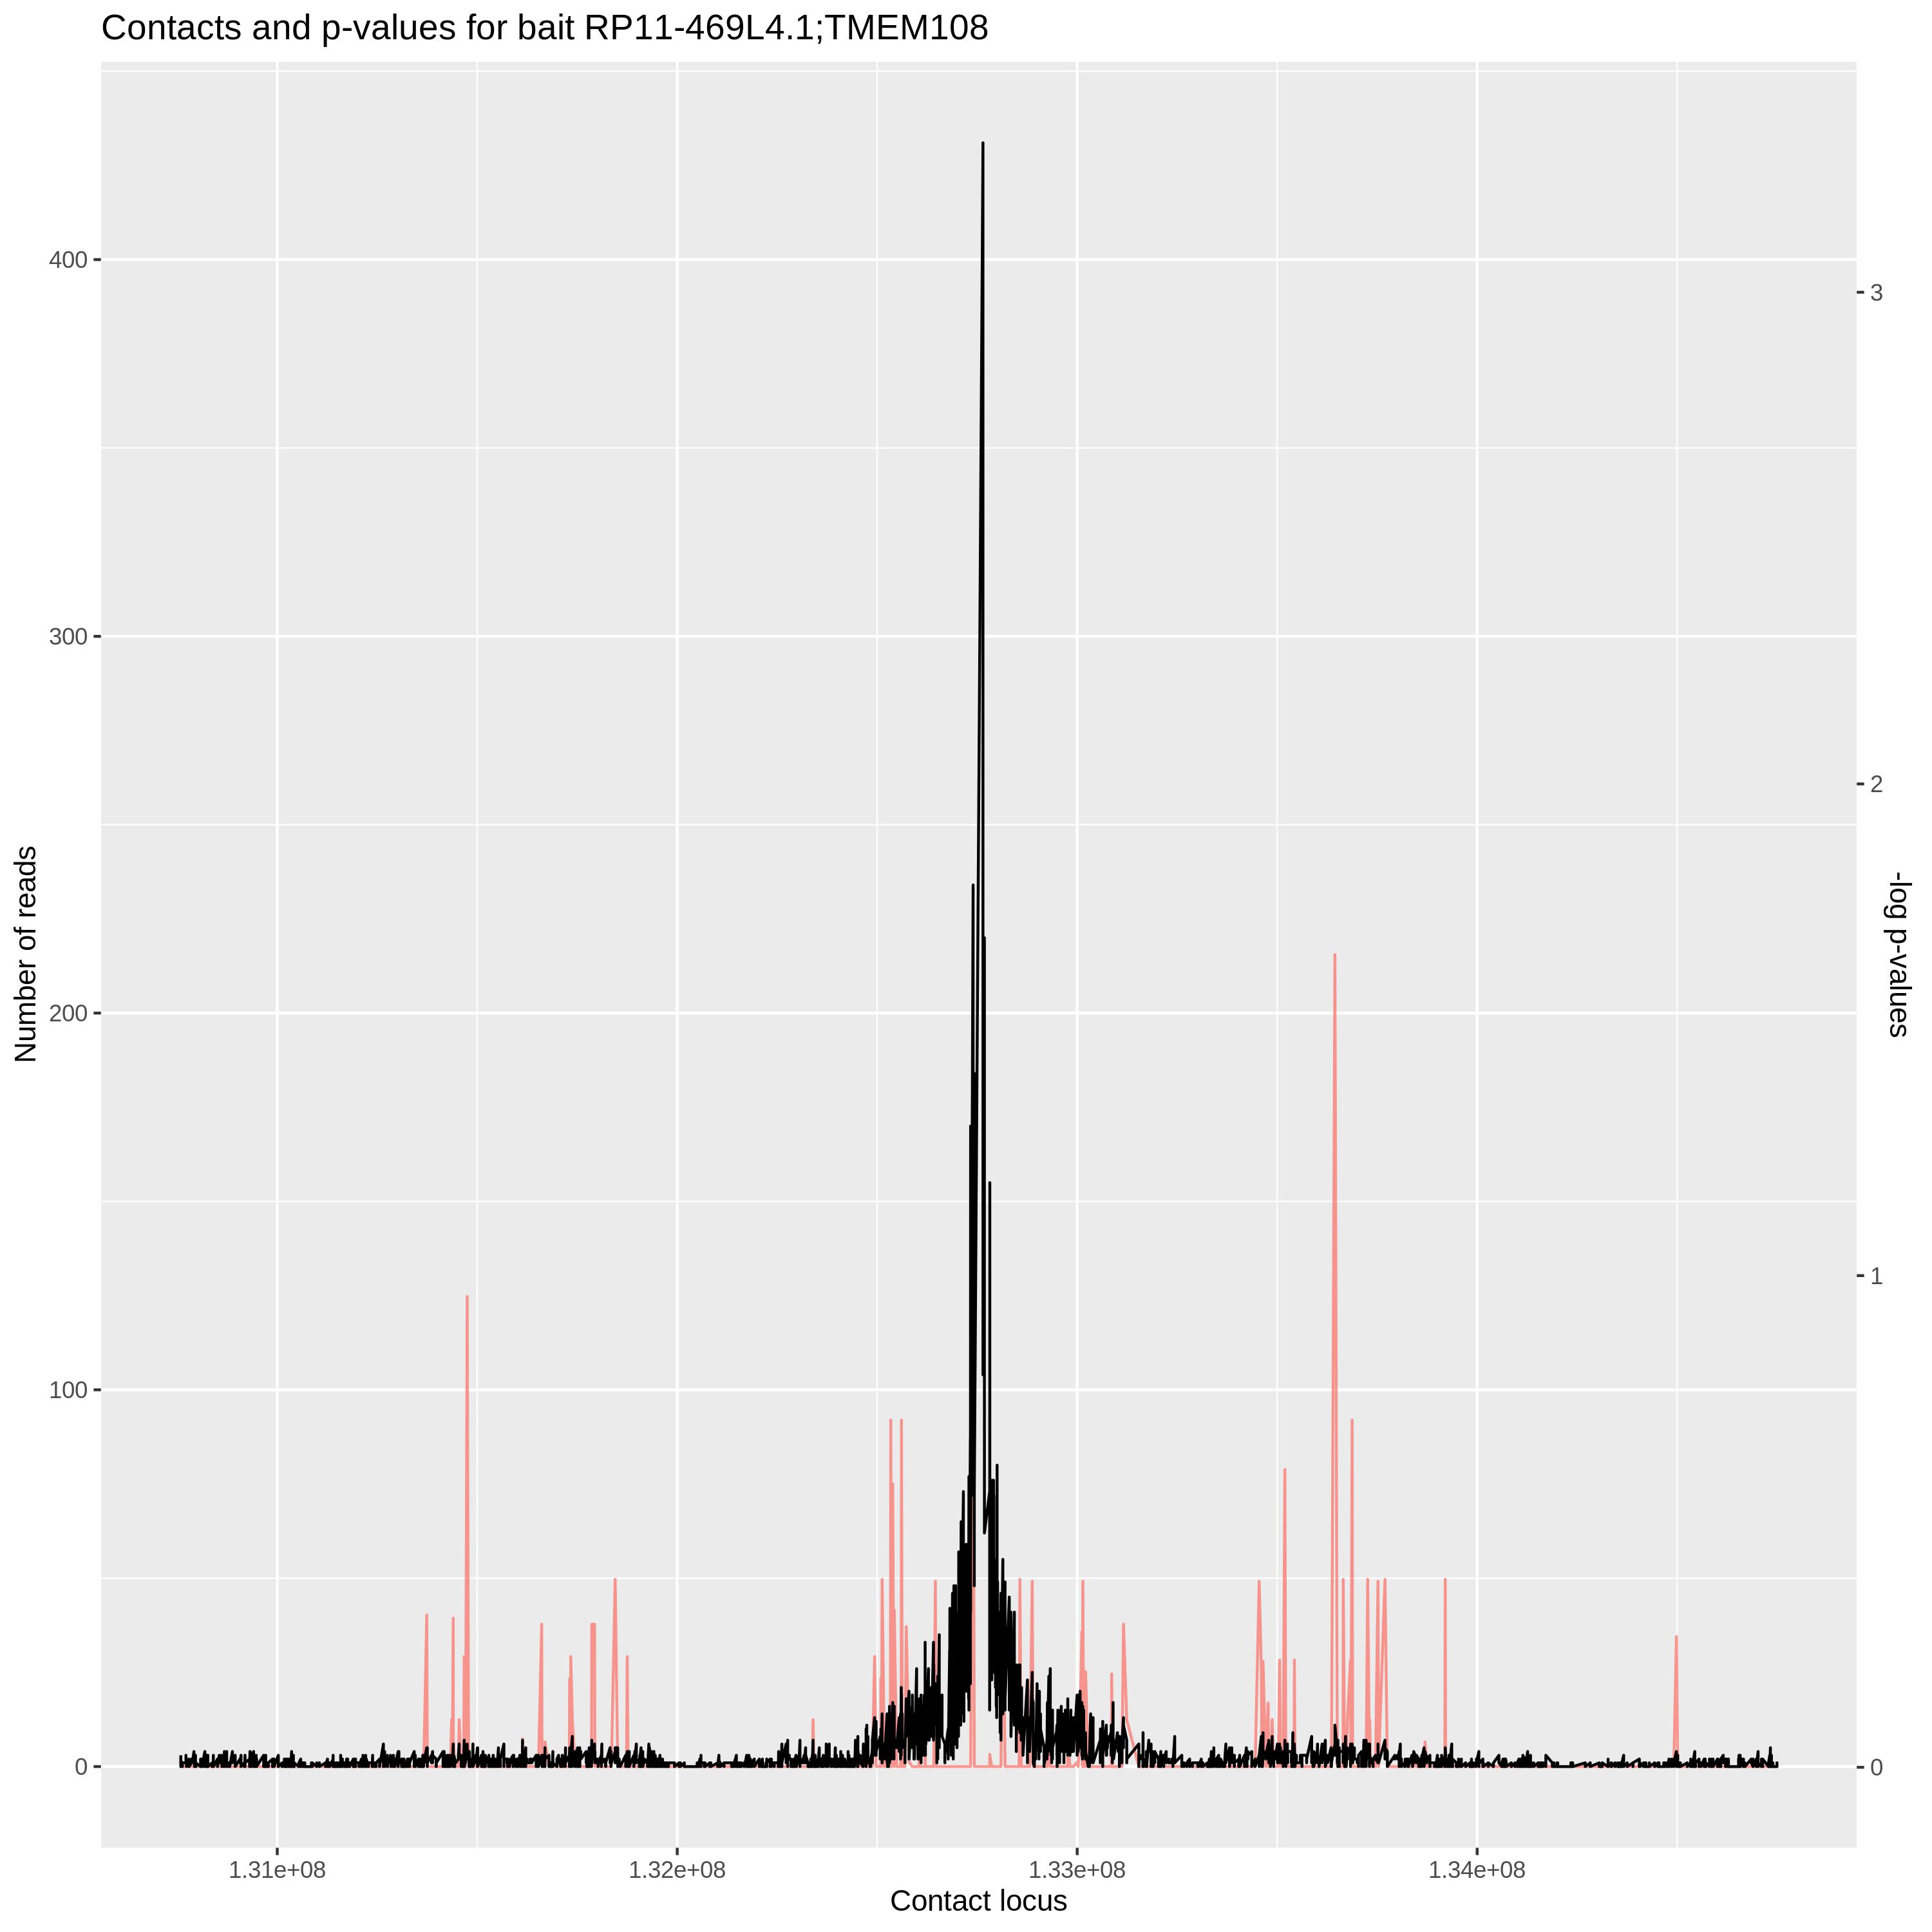 Contacts and p-values for bait RP11-469L4.1;TMEM108
400
300
200
100
0
Number of reads
3
2
1
0
-log p-values
1.31e+08
1.32e+08
1.33e+08
1.34e+08
Contact locus